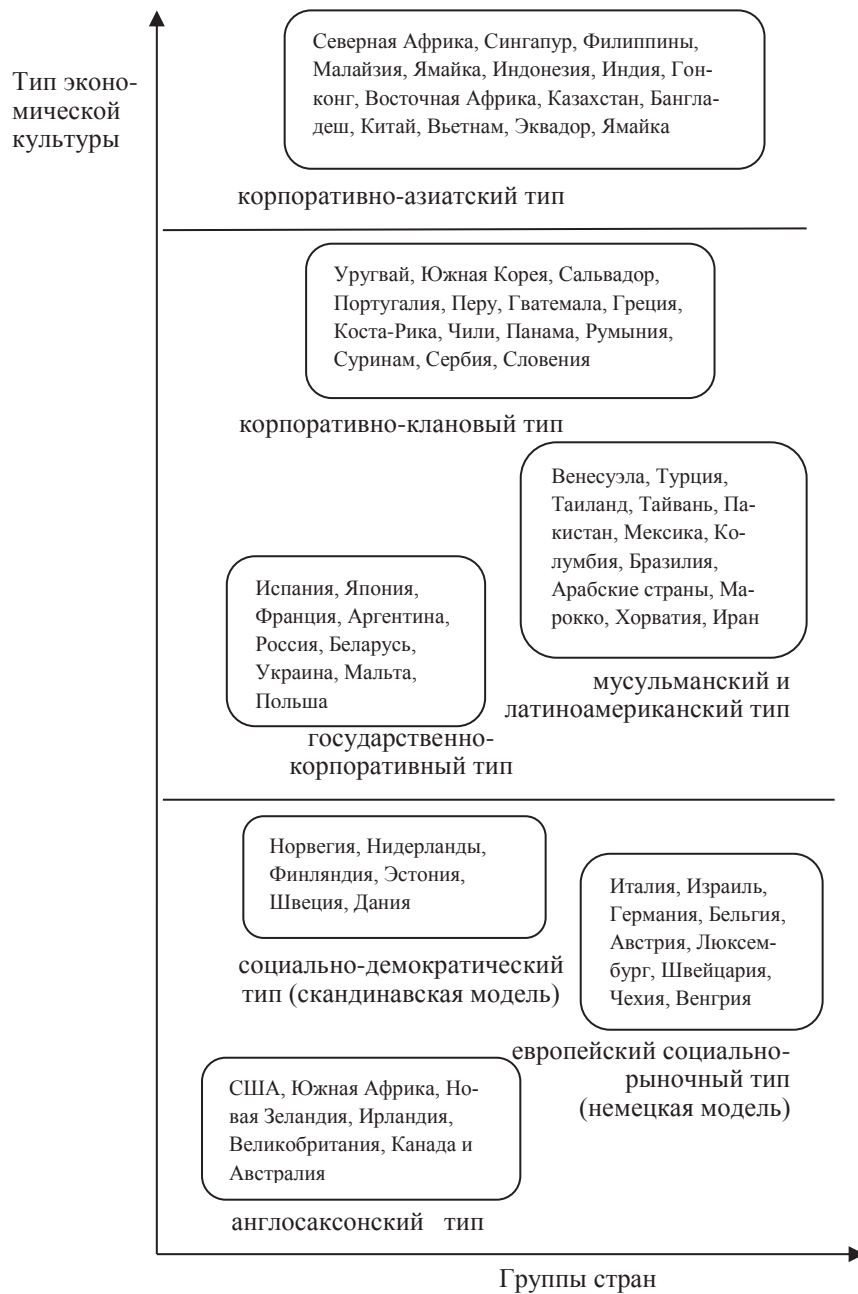 Тип эконо-
мической
культуры
Северная Африка, Сингапур, Филиппины,
Малайзия, Ямайка, Индонезия, Индия, Гон-
конг, Восточная Африка, Казахстан, Бангла-
деш, Китай, Вьетнам, Эквадор, Ямайка
корпоративно-азиатский тип
Уругвай, Южная Корея, Сальвадор,
Португалия, Перу, Гватемала, Греция,
Коста-Рика, Чили, Панама, Румыния,
Суринам, Сербия, Словения
корпоративно-клановый тип
Венесуэла, Турция,
Таиланд, Тайвань, Па-
кистан, Мексика, Ко-
лумбия, Бразилия,
Арабские страны, Ма-
рокко, Хорватия, Иран
мусульманский и
латиноамериканский тип
Испания, Япония,
Франция, Аргентина,
Россия, Беларусь,
Украина, Мальта,
Польша
государственно-
корпоративный тип
Норвегия, Нидерланды,
Финляндия, Эстония,
Швеция, Дания
социально-демократический
тип (скандинавская модель)
Италия, Израиль,
Германия, Бельгия,
Австрия, Люксем-
бург, Швейцария,
Чехия, Венгрия
европейский социально-
рыночный тип
(немецкая модель)
США, Южная Африка, Но-
вая Зеландия, Ирландия,
Великобритания, Канада и
Австралия
англосаксонский тип
Группы стран